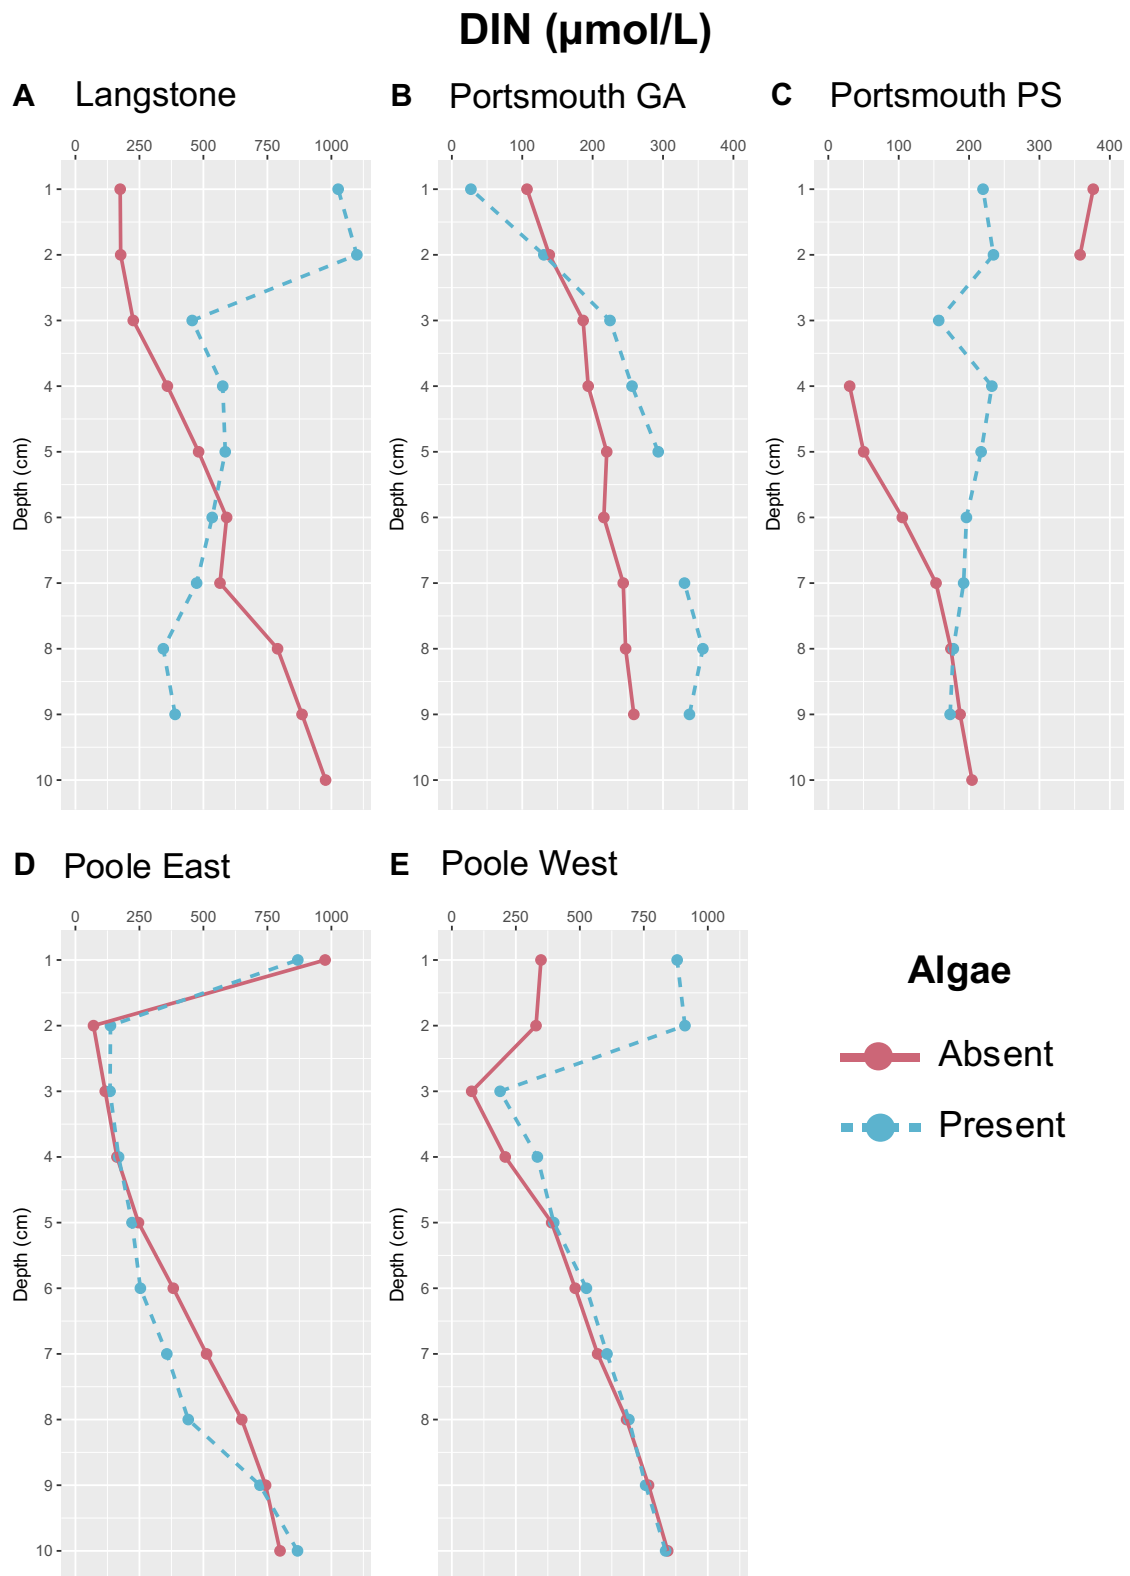 DIN (µmol/L)
A Langstone
0 250 500 750 1000
1
2
3
4
5
6
7
8
9
10
Depth (cm)
B Portsmouth GA
0 100 200 300 400
1
2
3
4
5
6
7
8
9
10
Depth (cm)
C Portsmouth PS
0 100 200 300 400
1
2
3
4
5
6
7
8
9
10
Depth (cm)
D Poole East
0 250 500 750 1000
1
2
3
4
5
6
7
8
9
10
Depth (cm)
E Poole West
0 250 500 750 1000
1
2
3
4
5
6
7
8
9
Depth (cm)
Algae
Absent
Present